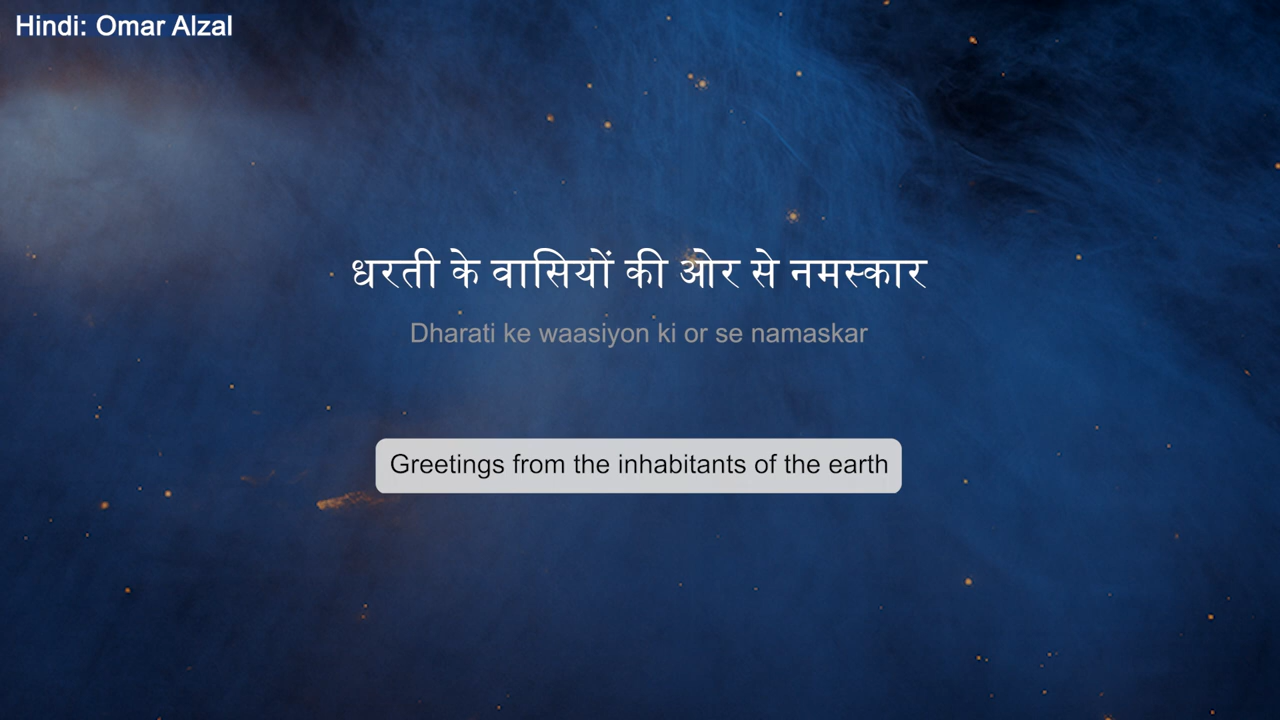 Hindi: Omar Alzal
धरती के वासियों की ओर से नमस्कार
Dharati ke waasiyon ki or se namaskar
Greetings from the inhabitants of the earth